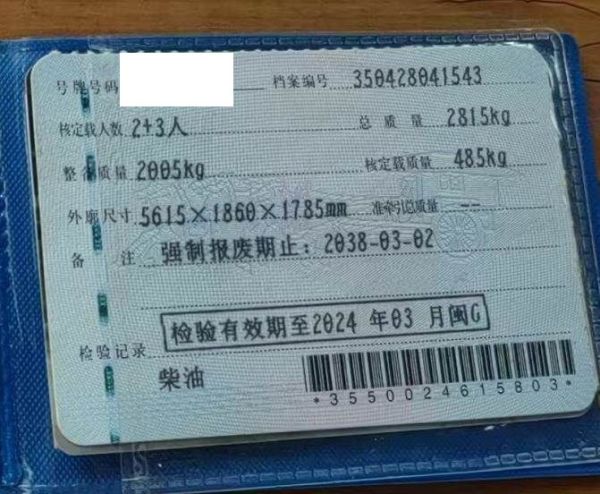 号牌号码 档案编号 350428041543
核定载人数 2+3人 总质量 2815kg
整备质量 2005kg 核定载质量 485kg
外廓尺寸 5615×1860×1785mm 准牵引总质量 --
备注 强制报废期止：2038-03-02
检验有效期至2024年03月闽G
检验记录
柴油
*3550024615803*